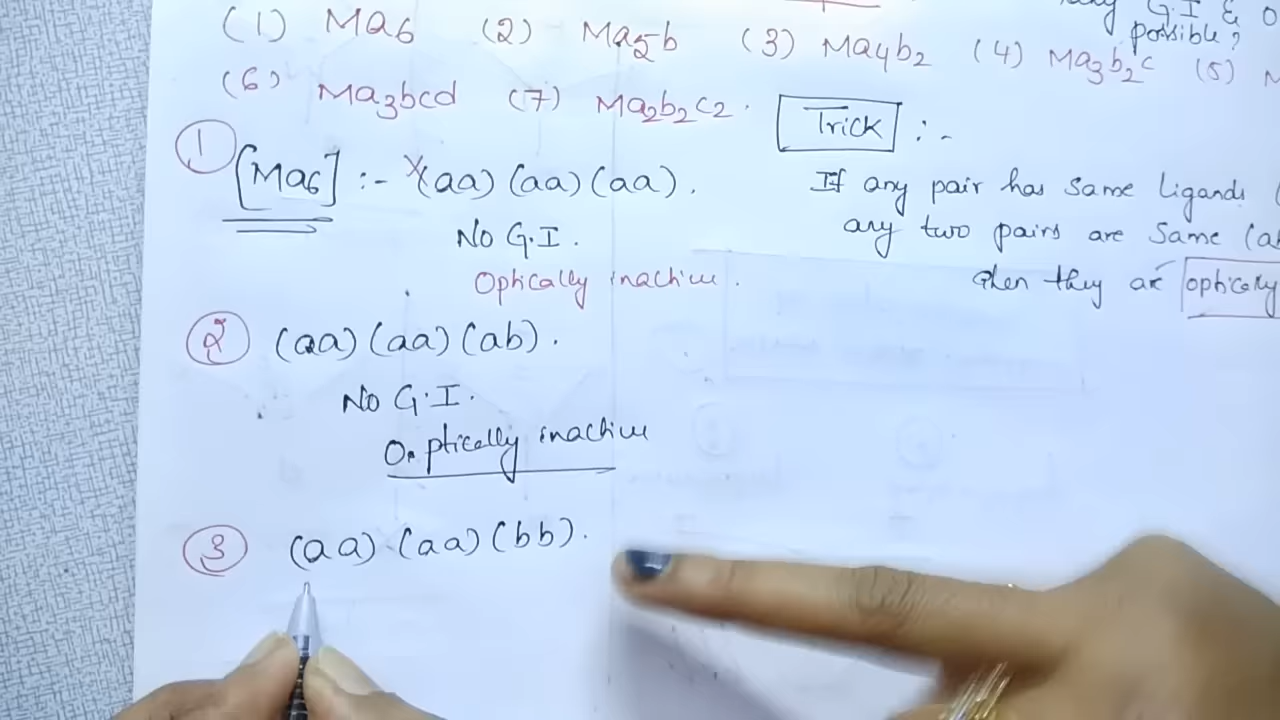 G.I & O
possible?
(1) Ma6 (2) Ma5b (3) Ma4b2 (4) Ma3b2c (5) M
(6) Ma3bcd (7) Ma2b2c2.
Trick :-
① [Ma6] :- (aa) (aa) (aa).
If any pair has same ligands (
No G.I.
any two pairs are same (ab
Optically inactive.
then they are optically
② (aa) (aa) (ab).
No G.I.
Optically inactive
③ (aa) (aa) (bb).